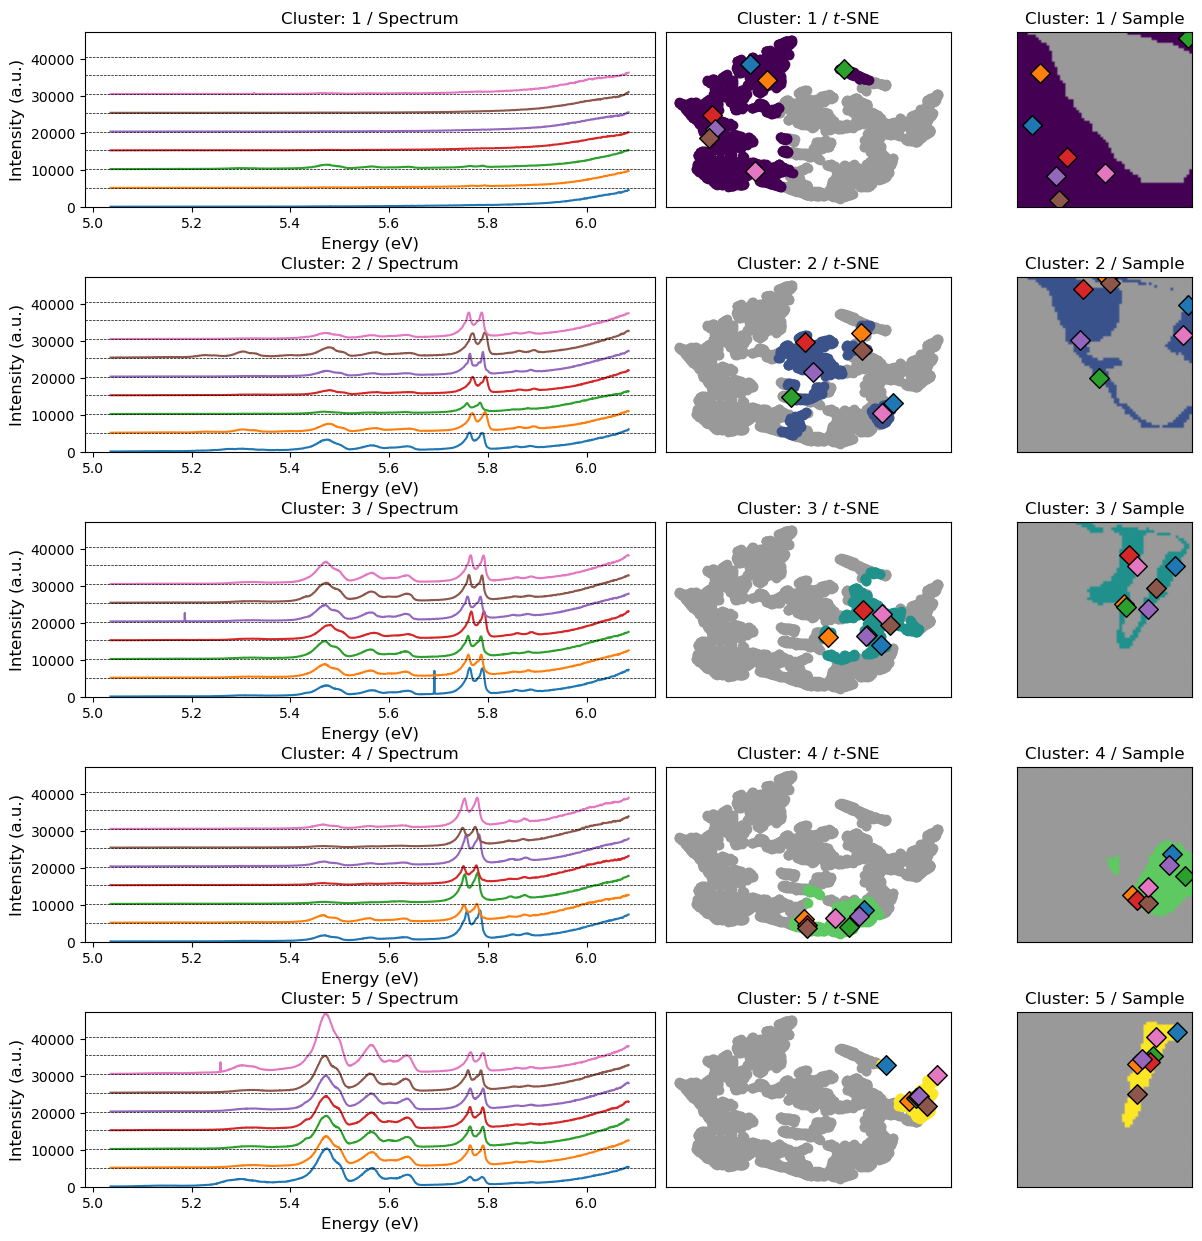 Cluster: 1 / Spectrum
Cluster: 1 / t-SNE
Cluster: 1 / Sample
Intensity (a.u.)
40000
30000
20000
10000
0
5.0 5.2 5.4 5.6 5.8 6.0
Energy (eV)
Cluster: 2 / Spectrum
Cluster: 2 / t-SNE
Cluster: 2 / Sample
Intensity (a.u.)
40000
30000
20000
10000
0
5.0 5.2 5.4 5.6 5.8 6.0
Energy (eV)
Cluster: 3 / Spectrum
Cluster: 3 / t-SNE
Cluster: 3 / Sample
Intensity (a.u.)
40000
30000
20000
10000
0
5.0 5.2 5.4 5.6 5.8 6.0
Energy (eV)
Cluster: 4 / Spectrum
Cluster: 4 / t-SNE
Cluster: 4 / Sample
Intensity (a.u.)
40000
30000
20000
10000
0
5.0 5.2 5.4 5.6 5.8 6.0
Energy (eV)
Cluster: 5 / Spectrum
Cluster: 5 / t-SNE
Cluster: 5 / Sample
Intensity (a.u.)
40000
30000
20000
10000
0
5.0 5.2 5.4 5.6 5.8 6.0
Energy (eV)